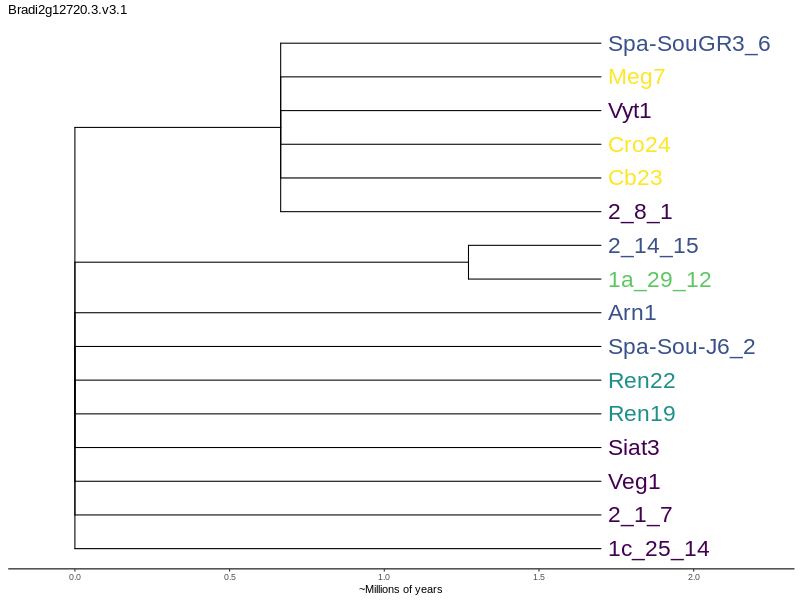 Bradi2g12720.3.v3.1
Spa-SouGR3_6
Meg7
Vyt1
Cro24
Cb23
2_8_1
2_14_15
1a_29_12
Arn1
Spa-Sou-J6_2
Ren22
Ren19
Siat3
Veg1
2_1_7
1c_25_14
0.0 0.5 1.0 1.5 2.0
~Millions of years